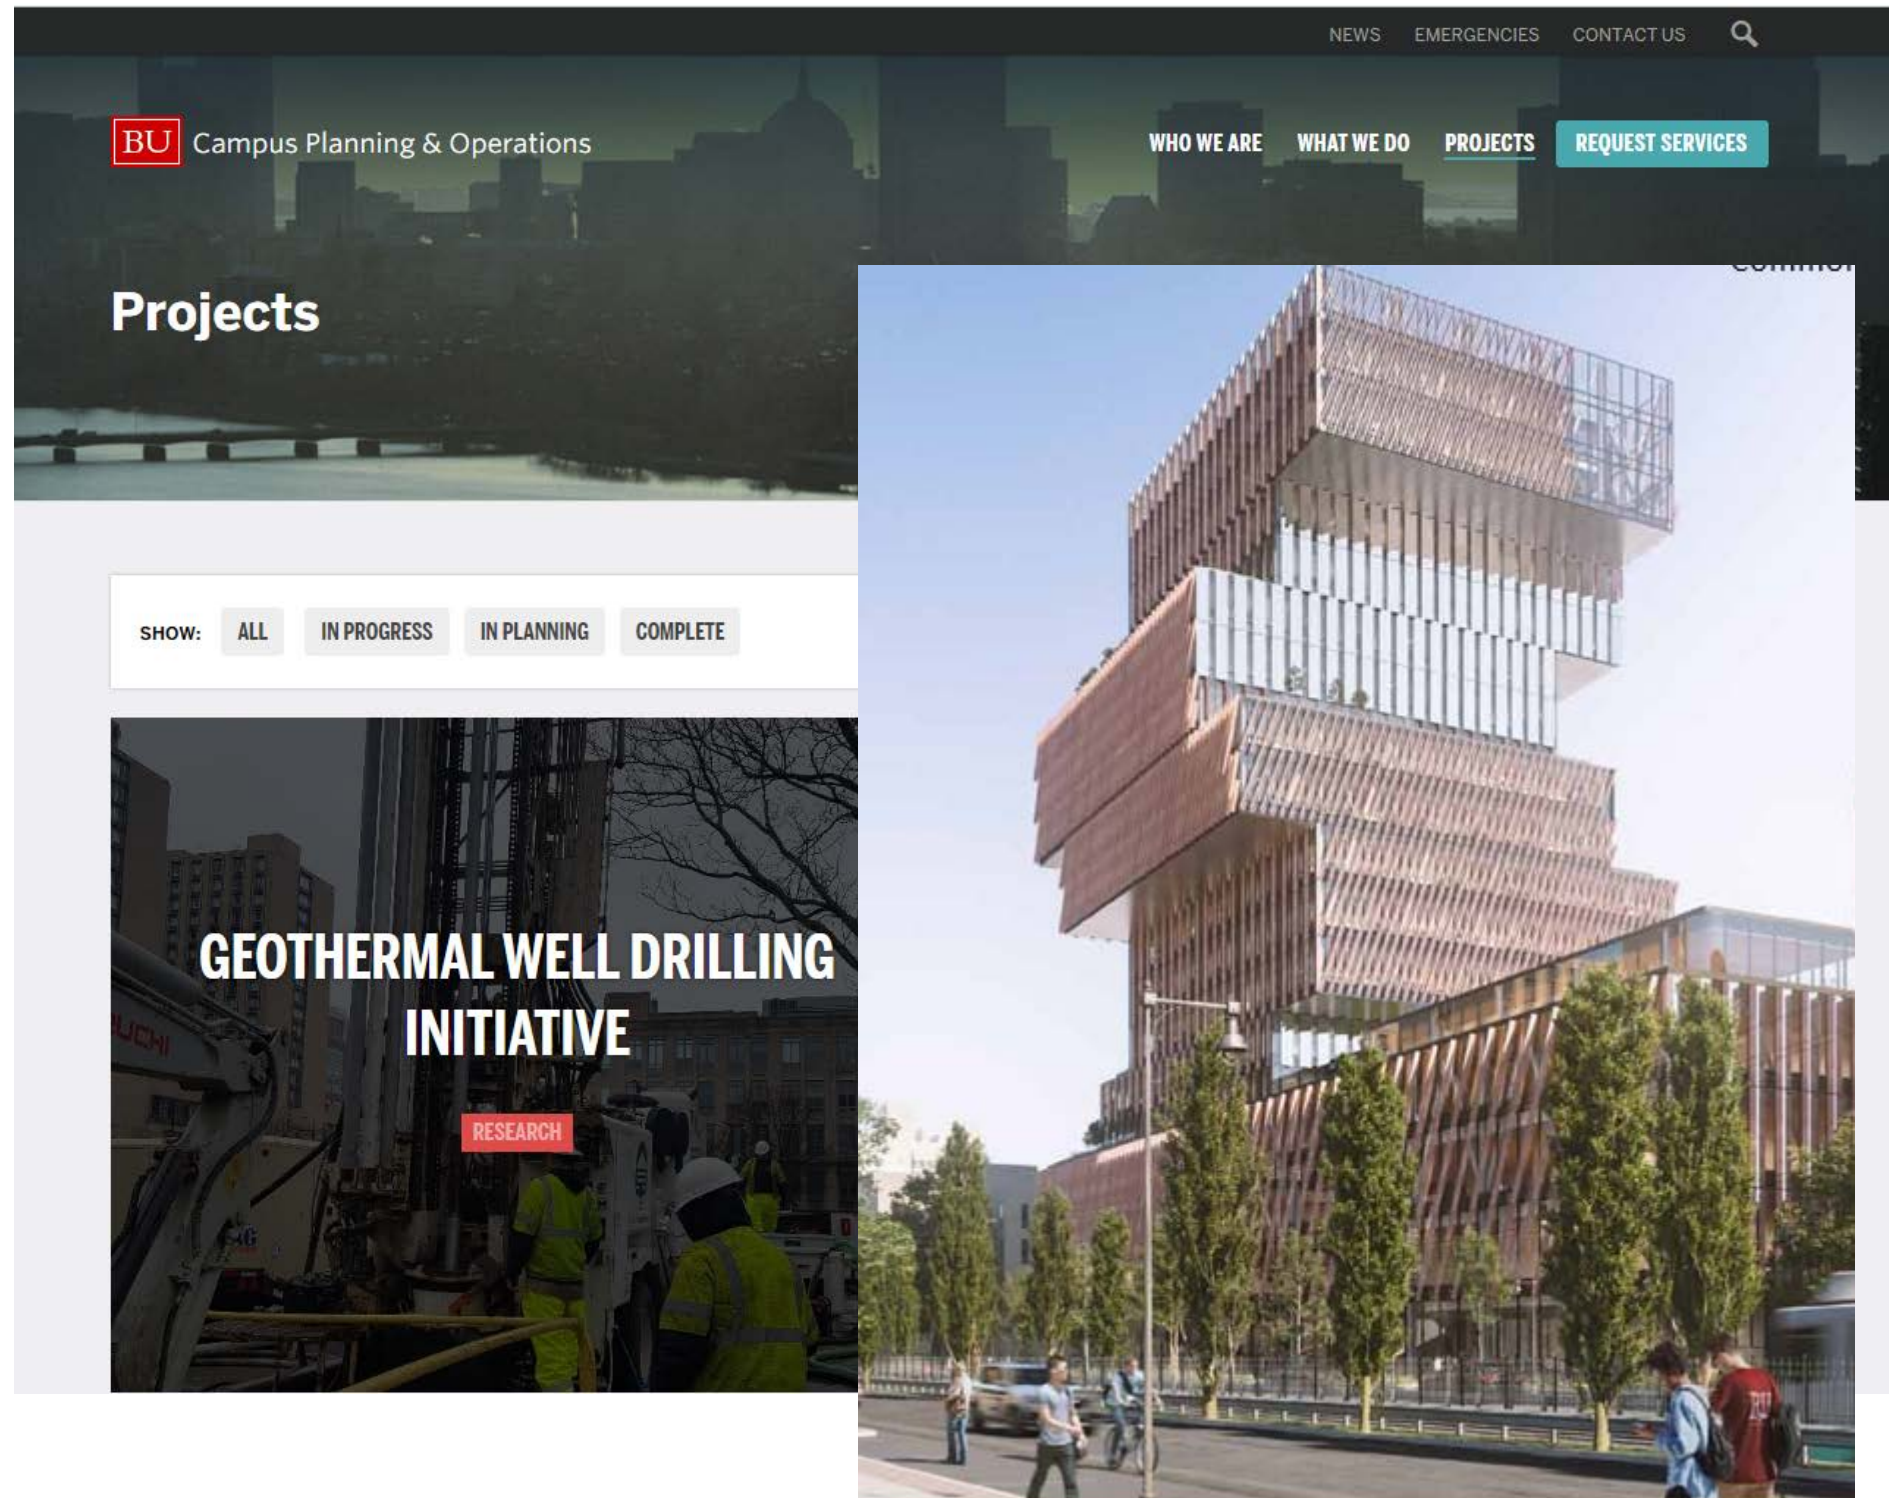 NEWS EMERGENCIES CONTACT US
BU Campus Planning & Operations
WHO WE ARE WHAT WE DO PROJECTS REQUEST SERVICES
Projects
SHOW: ALL IN PROGRESS IN PLANNING COMPLETE
GEOTHERMAL WELL DRILLING
INITIATIVE
RESEARCH
BU